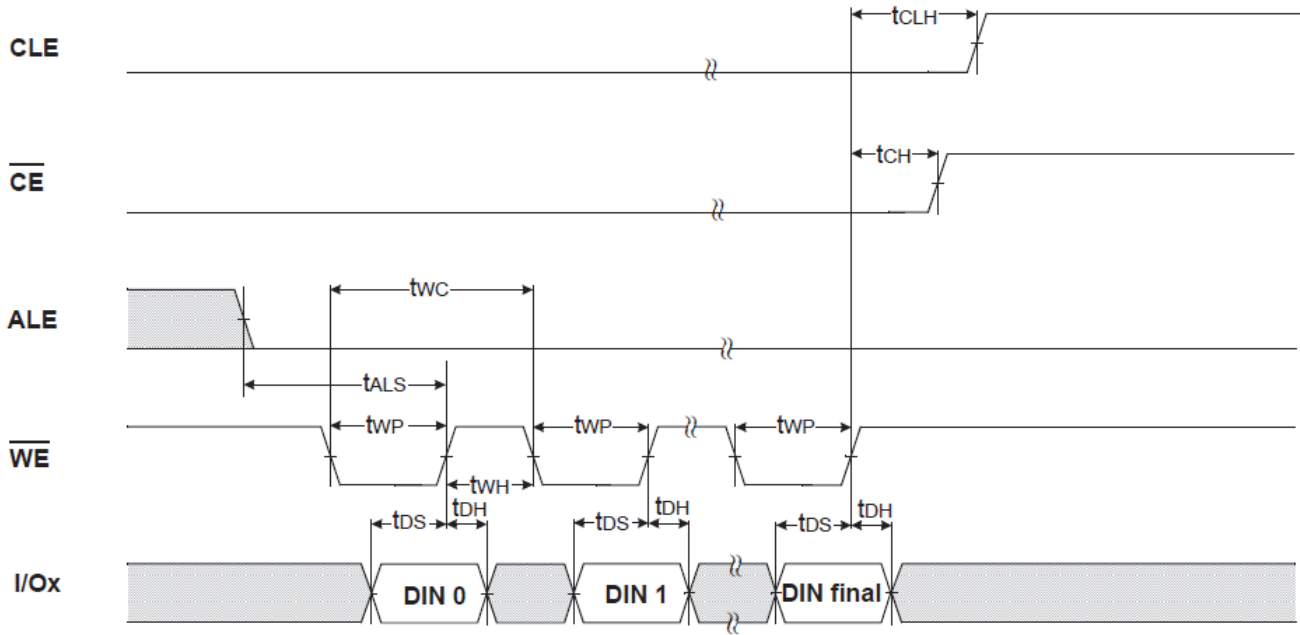 tCLH
CLE
tCH
CE
tWC
ALE
tALS
tWP tWP tWP
WE
tWH
tDS tDH tDS tDH tDS tDH
I/Ox DIN 0 DIN 1 DIN final